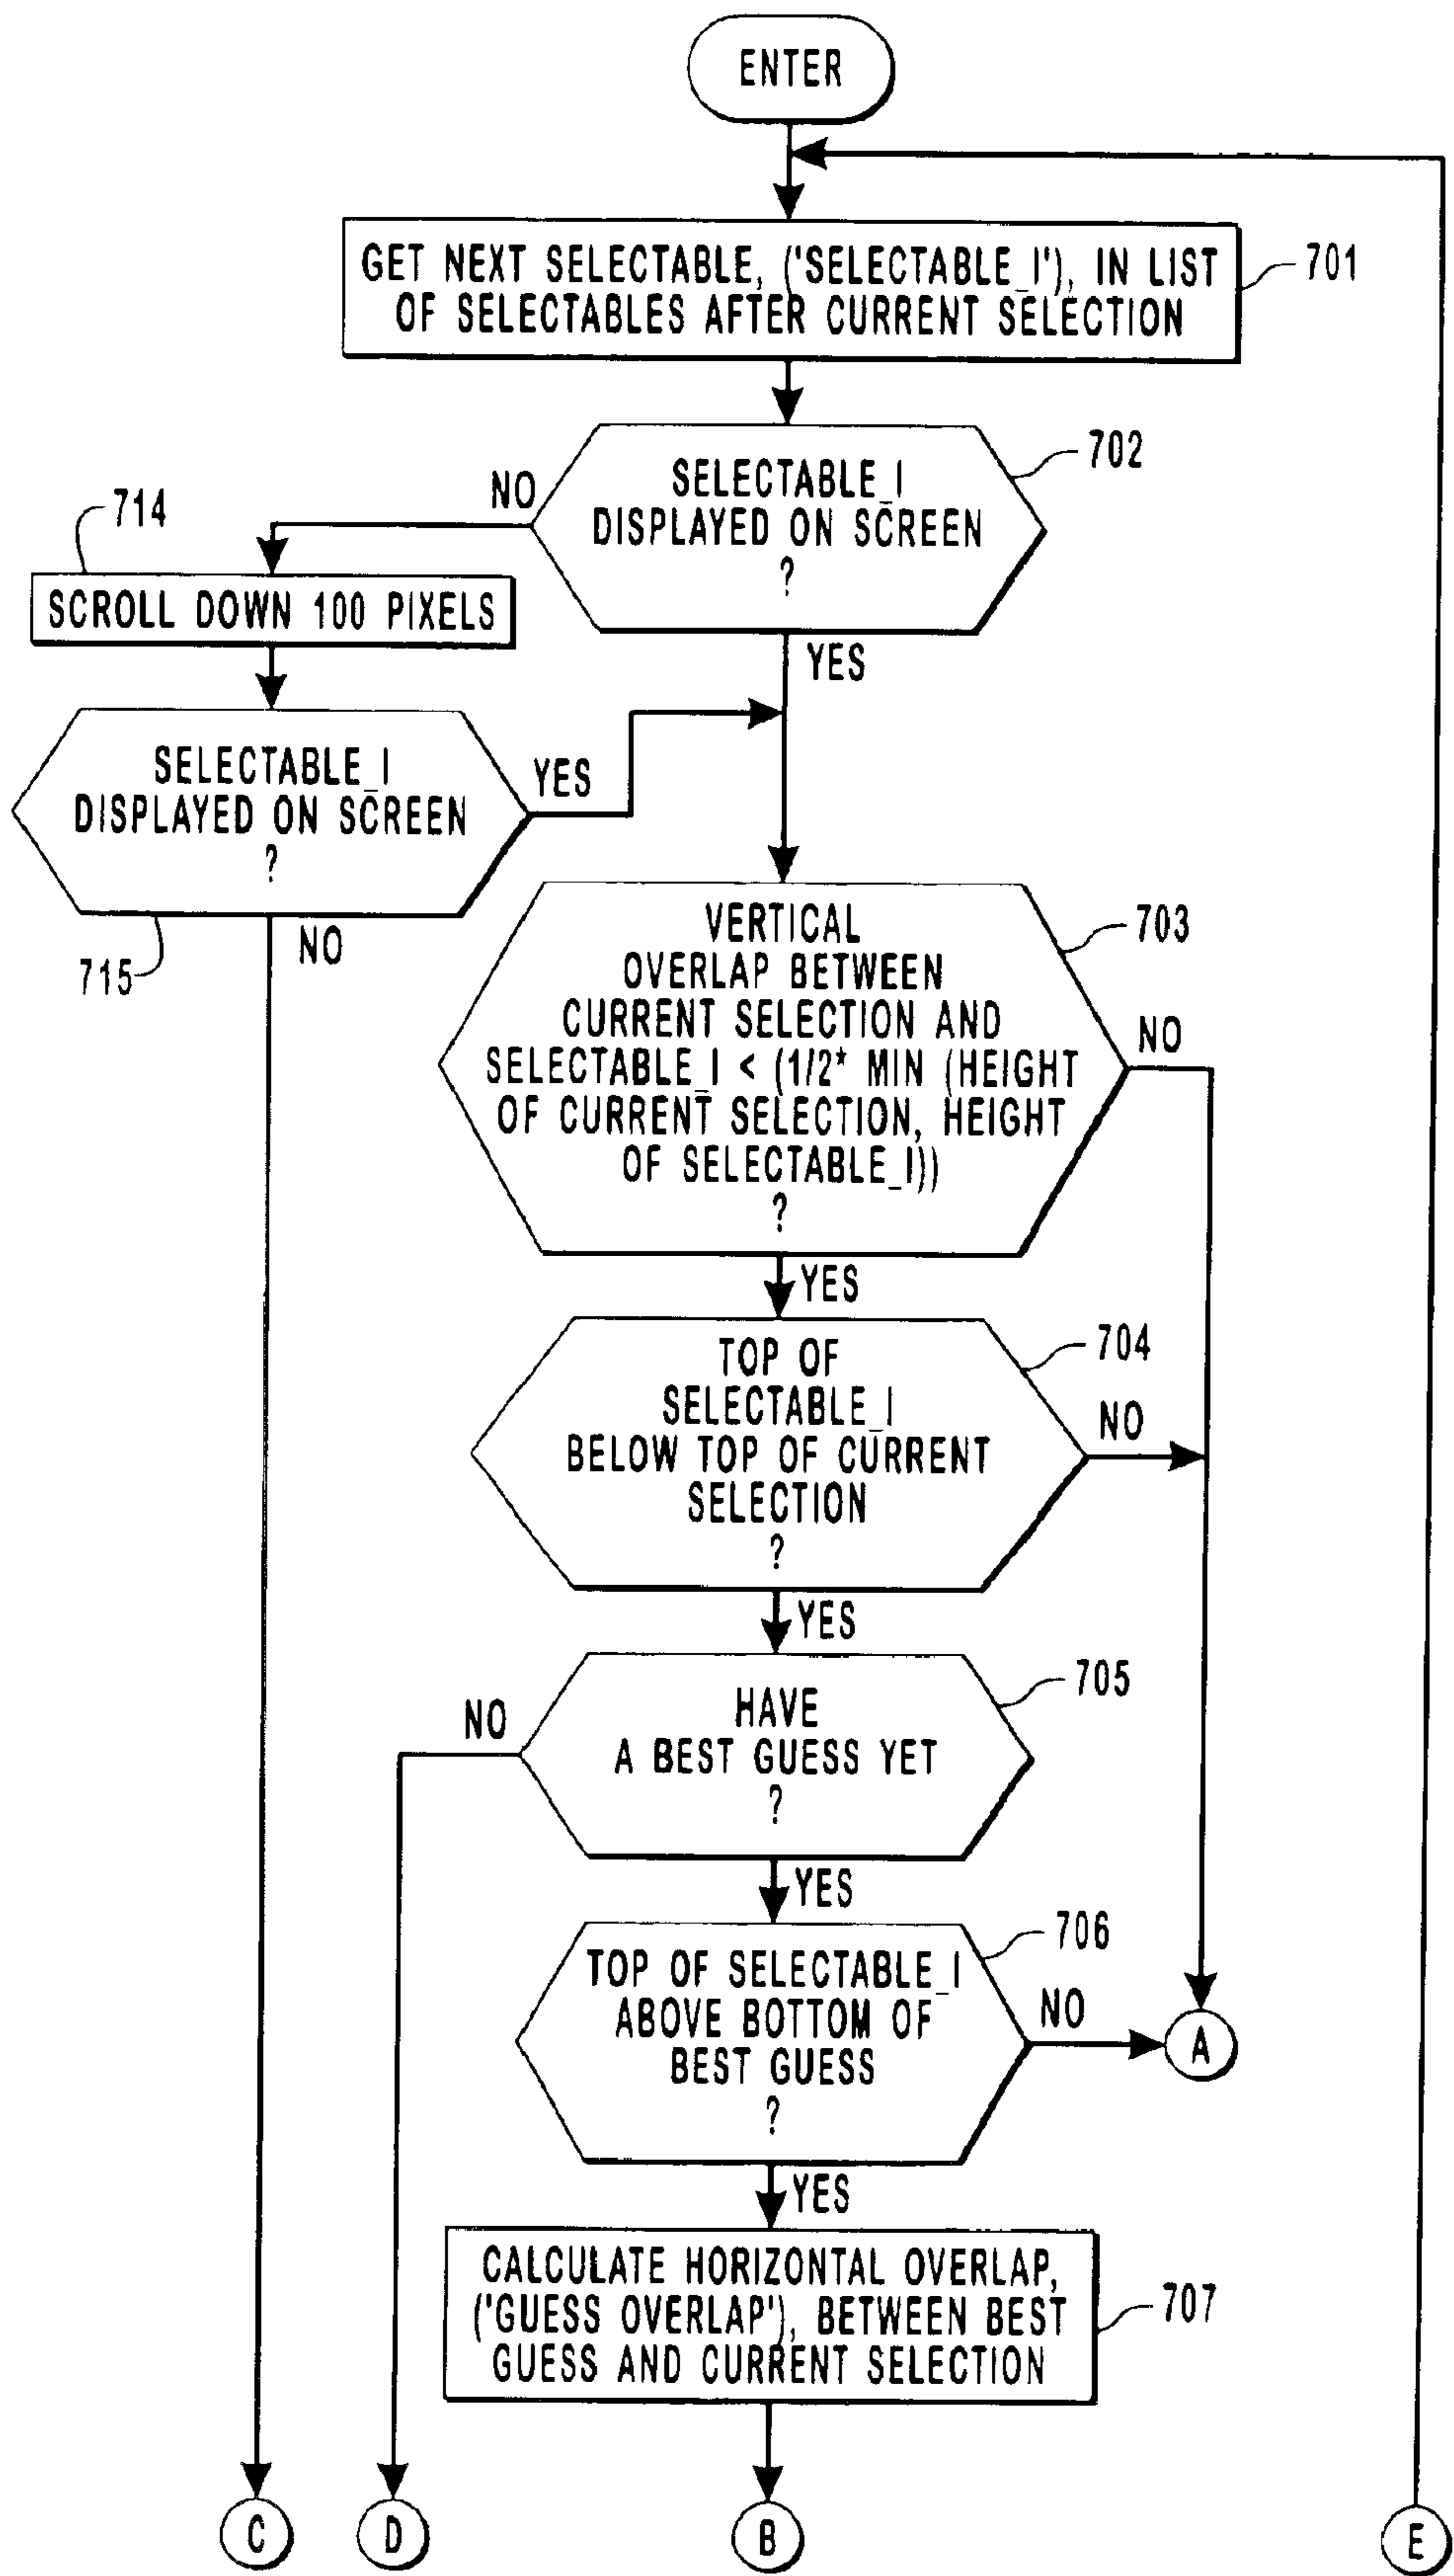 ENTER
GET NEXT SELECTABLE, ('SELECTABLE_I'), IN LIST
OF SELECTABLES AFTER CURRENT SELECTION
701
SELECTABLE_I
DISPLAYED ON SCREEN
?
702
NO
YES
714
SCROLL DOWN 100 PIXELS
SELECTABLE_I
DISPLAYED ON SCREEN
?
YES
NO
715
VERTICAL
OVERLAP BETWEEN
CURRENT SELECTION AND
SELECTABLE_I < (1/2* MIN (HEIGHT
OF CURRENT SELECTION, HEIGHT
OF SELECTABLE_I))
?
703
NO
YES
TOP OF
SELECTABLE_I
BELOW TOP OF CURRENT
SELECTION
?
704
NO
YES
HAVE
A BEST GUESS YET
?
705
NO
YES
TOP OF SELECTABLE_I
ABOVE BOTTOM OF
BEST GUESS
?
706
NO
A
YES
CALCULATE HORIZONTAL OVERLAP,
('GUESS OVERLAP'), BETWEEN BEST
GUESS AND CURRENT SELECTION
707
C
D
B
E